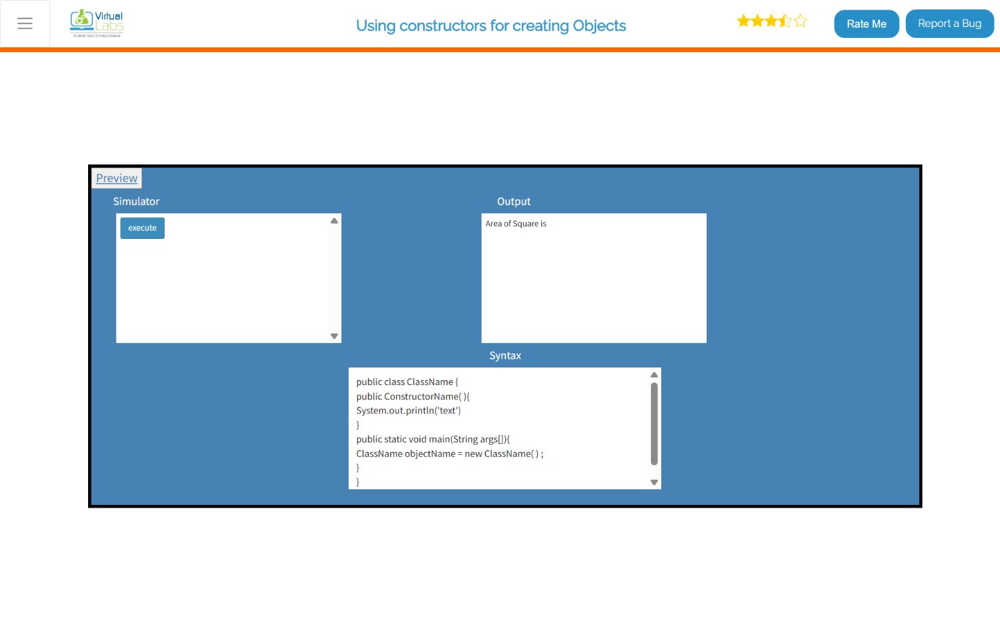 Virtual
Labs
An MoE Govt of India Initiative
Using constructors for creating Objects
Rate Me
Report a Bug
Preview
Simulator
Output
execute
Area of Square is
Syntax
public class ClassName {
public ConstructorName( ){
System.out.println('text')
}
public static void main(String args[]){
ClassName objectName = new ClassName( ) ;
}
}